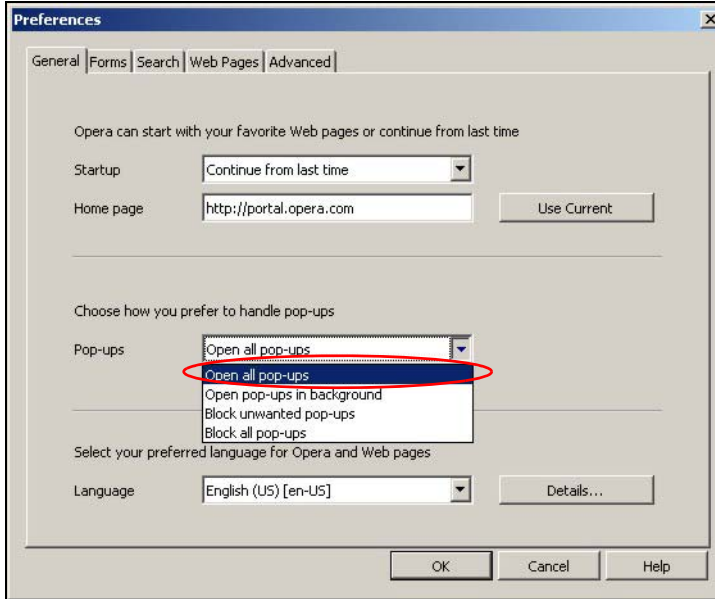 Preferences
General Forms Search Web Pages Advanced
Opera can start with your favorite Web pages or continue from last time
Startup Continue from last time
Home page http://portal.opera.com Use Current
Choose how you prefer to handle pop-ups
Pop-ups Open all pop-ups
Open all pop-ups
Open pop-ups in background
Block unwanted pop-ups
Block all pop-ups
Select your preferred language for Opera and Web pages
Language English (US) [en-US] Details...
OK Cancel Help